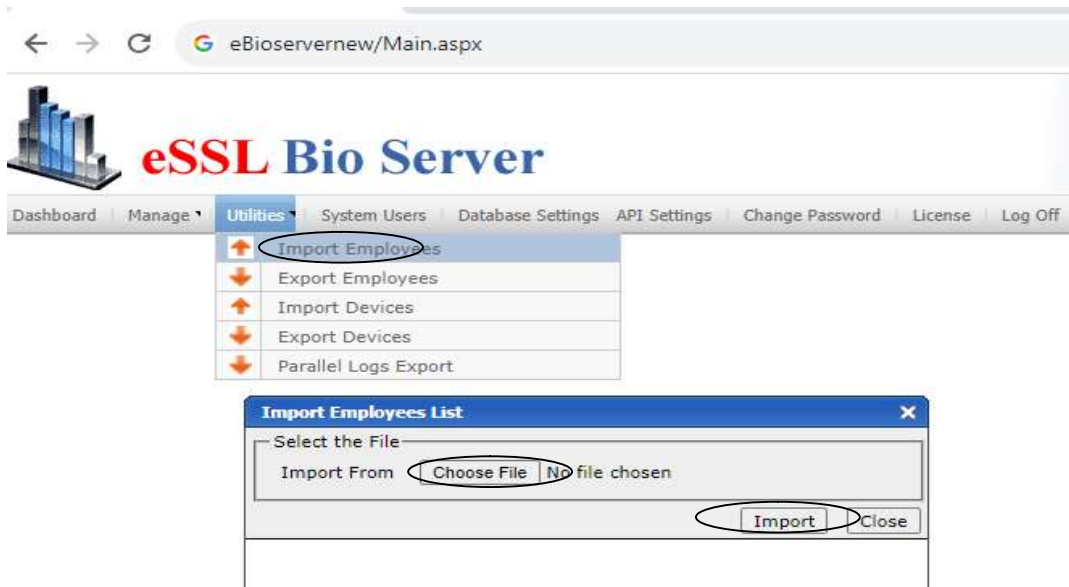 eBioservernew/Main.aspx
eSSL Bio Server
Dashboard Manage Utilities System Users Database Settings API Settings Change Password License Log Off
Import Employees
Export Employees
Import Devices
Export Devices
Parallel Logs Export
Import Employees List
Select the File
Import From Choose File No file chosen
Import Close